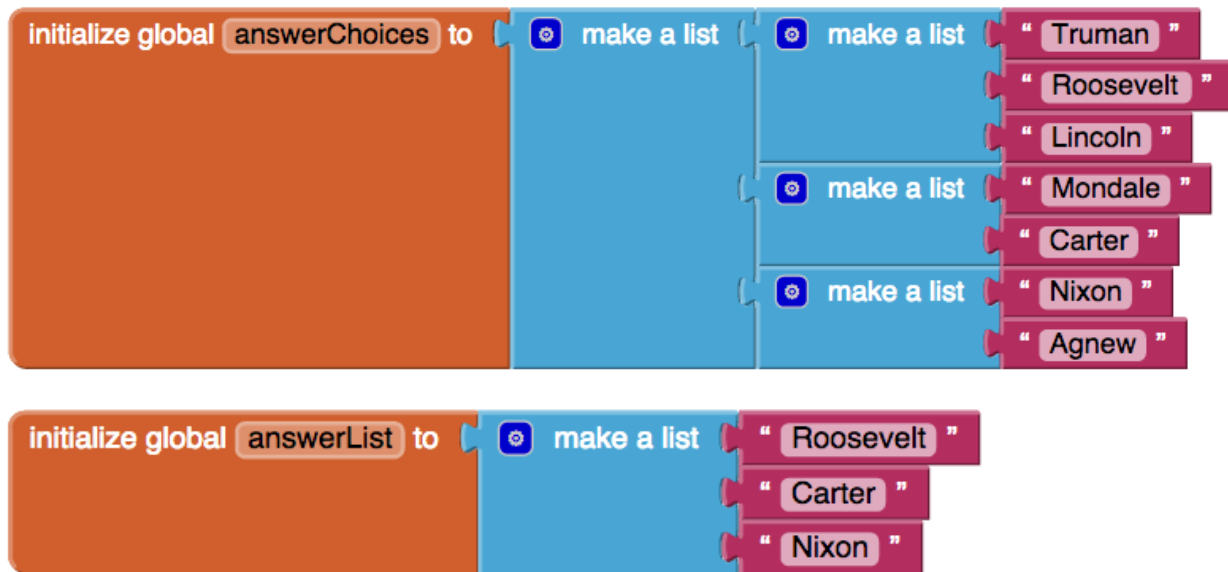 initialize global answerChoices to make a list make a list " Truman "
" Roosevelt "
" Lincoln "
make a list " Mondale "
" Carter "
make a list " Nixon "
" Agnew "
initialize global answerList to make a list " Roosevelt "
" Carter "
" Nixon "